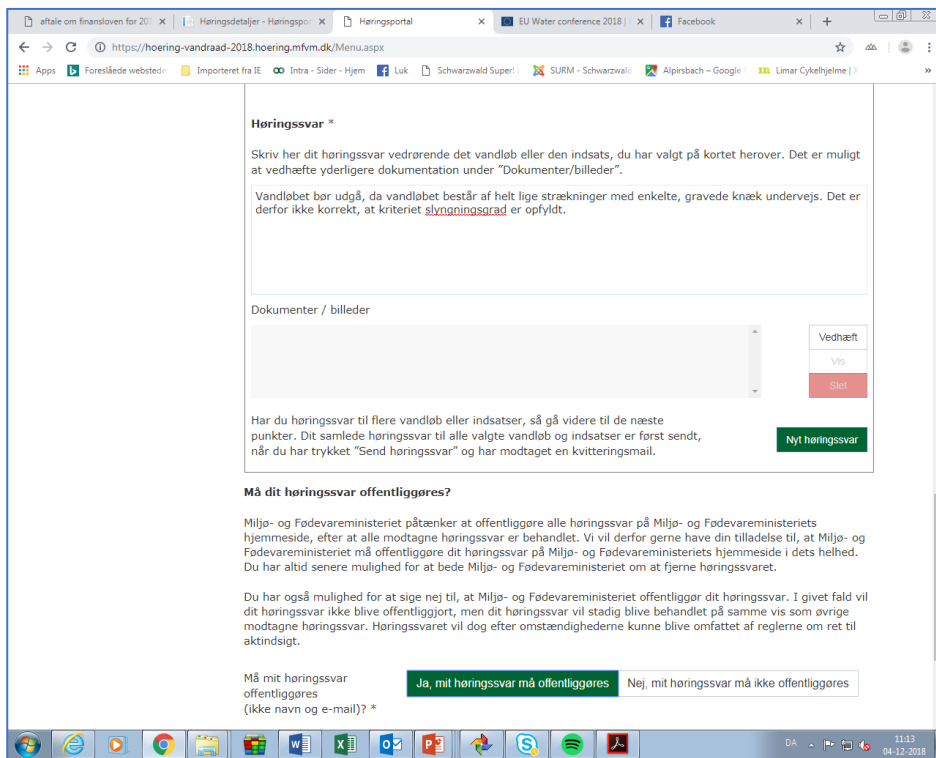 aftale om finansloven for 201
Høringsdetaljer - Høringspor
Høringsportal
EU Water conference 2018 |
Facebook
https://hoering-vandraad-2018.hoering.mfvm.dk/Menu.aspx
Apps Foreslåede webstede Importeret fra IE Intra - Sider - Hjem Luk Schwarzwald Super! | SURM - Schwarzwald Alpirsbach – Google XXL Limar Cykelhjelme | X »
Høringssvar *
Skriv her dit høringssvar vedrørende det vandløb eller den indsats, du har valgt på kortet herover. Det er muligt
at vedhæfte yderligere dokumentation under ”Dokumenter/billeder”.
Vandløbet bør udgå, da vandløbet består af helt lige strækninger med enkelte, gravede knæk undervejs. Det er
derfor ikke korrekt, at kriteriet slyngningsgrad er opfyldt.
Dokumenter / billeder
Vedhæft
Vis
Slet
Har du høringssvar til flere vandløb eller indsatser, så gå videre til de næste
punkter. Dit samlede høringssvar til alle valgte vandløb og indsatser er først sendt,
når du har trykket ”Send høringssvar” og har modtaget en kvitteringsmail.
Nyt høringssvar
Må dit høringssvar offentliggøres?
Miljø- og Fødevareministeriet påtænker at offentliggøre alle høringssvar på Miljø- og Fødevareministeriets
hjemmeside, efter at alle modtagne høringssvar er behandlet. Vi vil derfor gerne have din tilladelse til, at Miljø- og
Fødevareministeriet må offentliggøre dit høringssvar på Miljø- og Fødevareministeriets hjemmeside i dets helhed.
Du har altid senere mulighed for at bede Miljø- og Fødevareministeriet om at fjerne høringssvaret.
Du har også mulighed for at sige nej til, at Miljø- og Fødevareministeriet offentliggør dit høringssvar. I givet fald vil
dit høringssvar ikke blive offentliggjort, men dit høringssvar vil stadig blive behandlet på samme vis som øvrige
modtagne høringssvar. Høringssvaret vil dog efter omstændighederne kunne blive omfattet af reglerne om ret til
aktindsigt.
Må mit høringssvar
offentliggøres
(ikke navn og e-mail)? *
Ja, mit høringssvar må offentliggøres
Nej, mit høringssvar må ikke offentliggøres
DA
11:13
04-12-2018